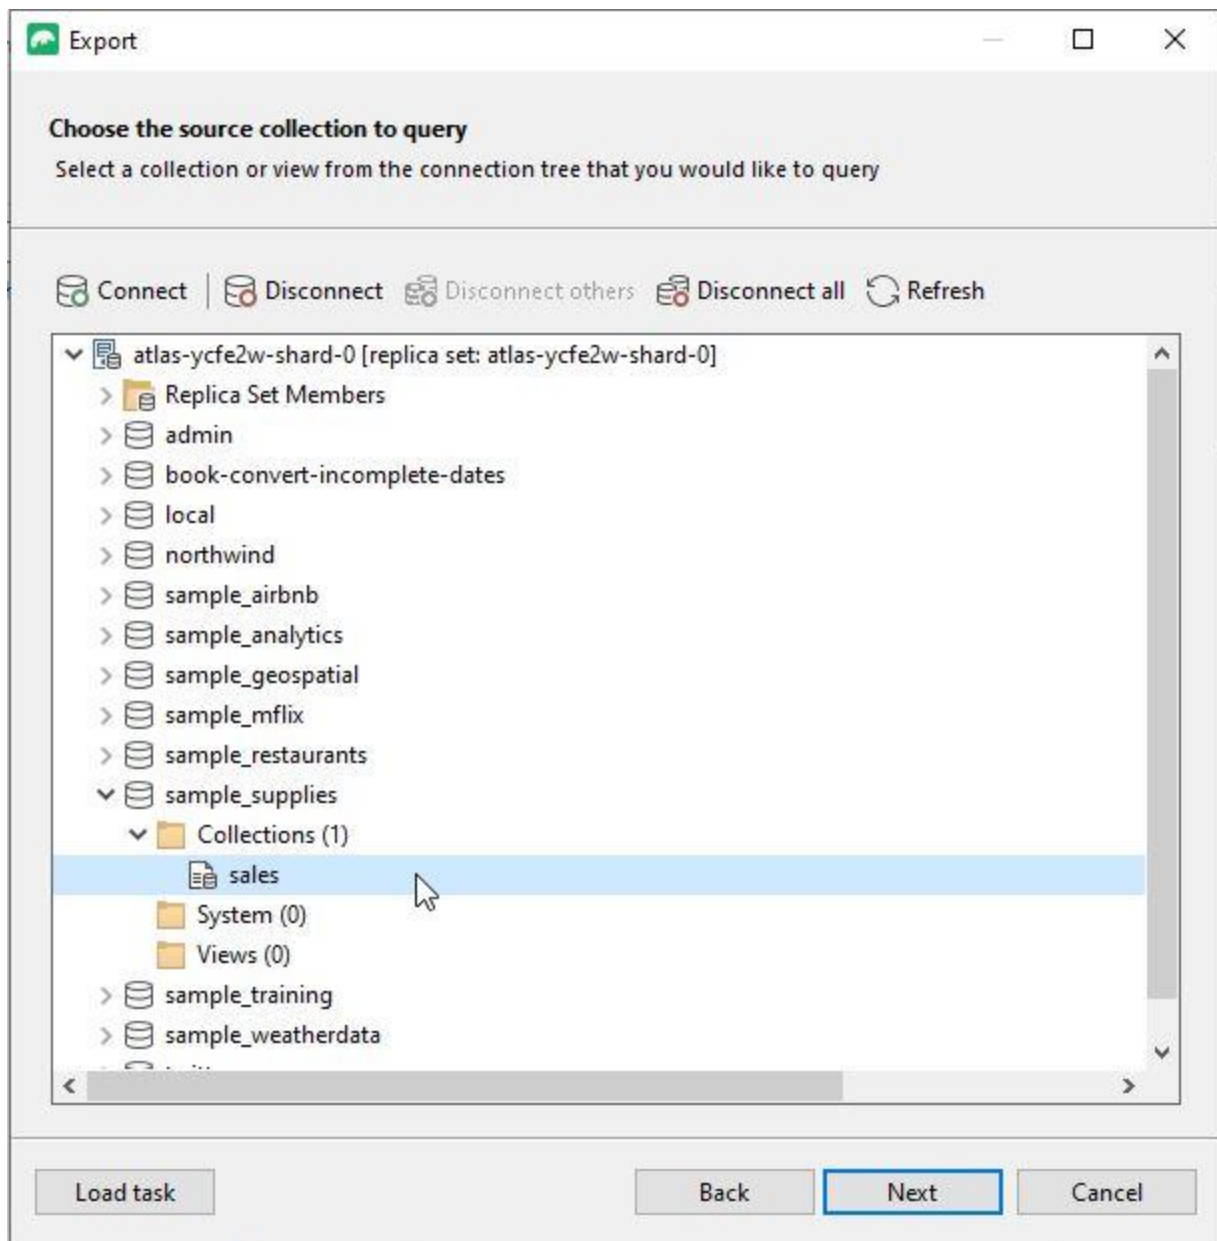 Export
Choose the source collection to query
Select a collection or view from the connection tree that you would like to query
Connect Disconnect Disconnect others Disconnect all Refresh
atlas-ycfe2w-shard-0 [replica set: atlas-ycfe2w-shard-0]
Replica Set Members
admin
book-convert-incomplete-dates
local
northwind
sample_airbnb
sample_analytics
sample_geospatial
sample_mflix
sample_restaurants
sample_supplies
Collections (1)
sales
System (0)
Views (0)
sample_training
sample_weatherdata
Load task Back Next Cancel